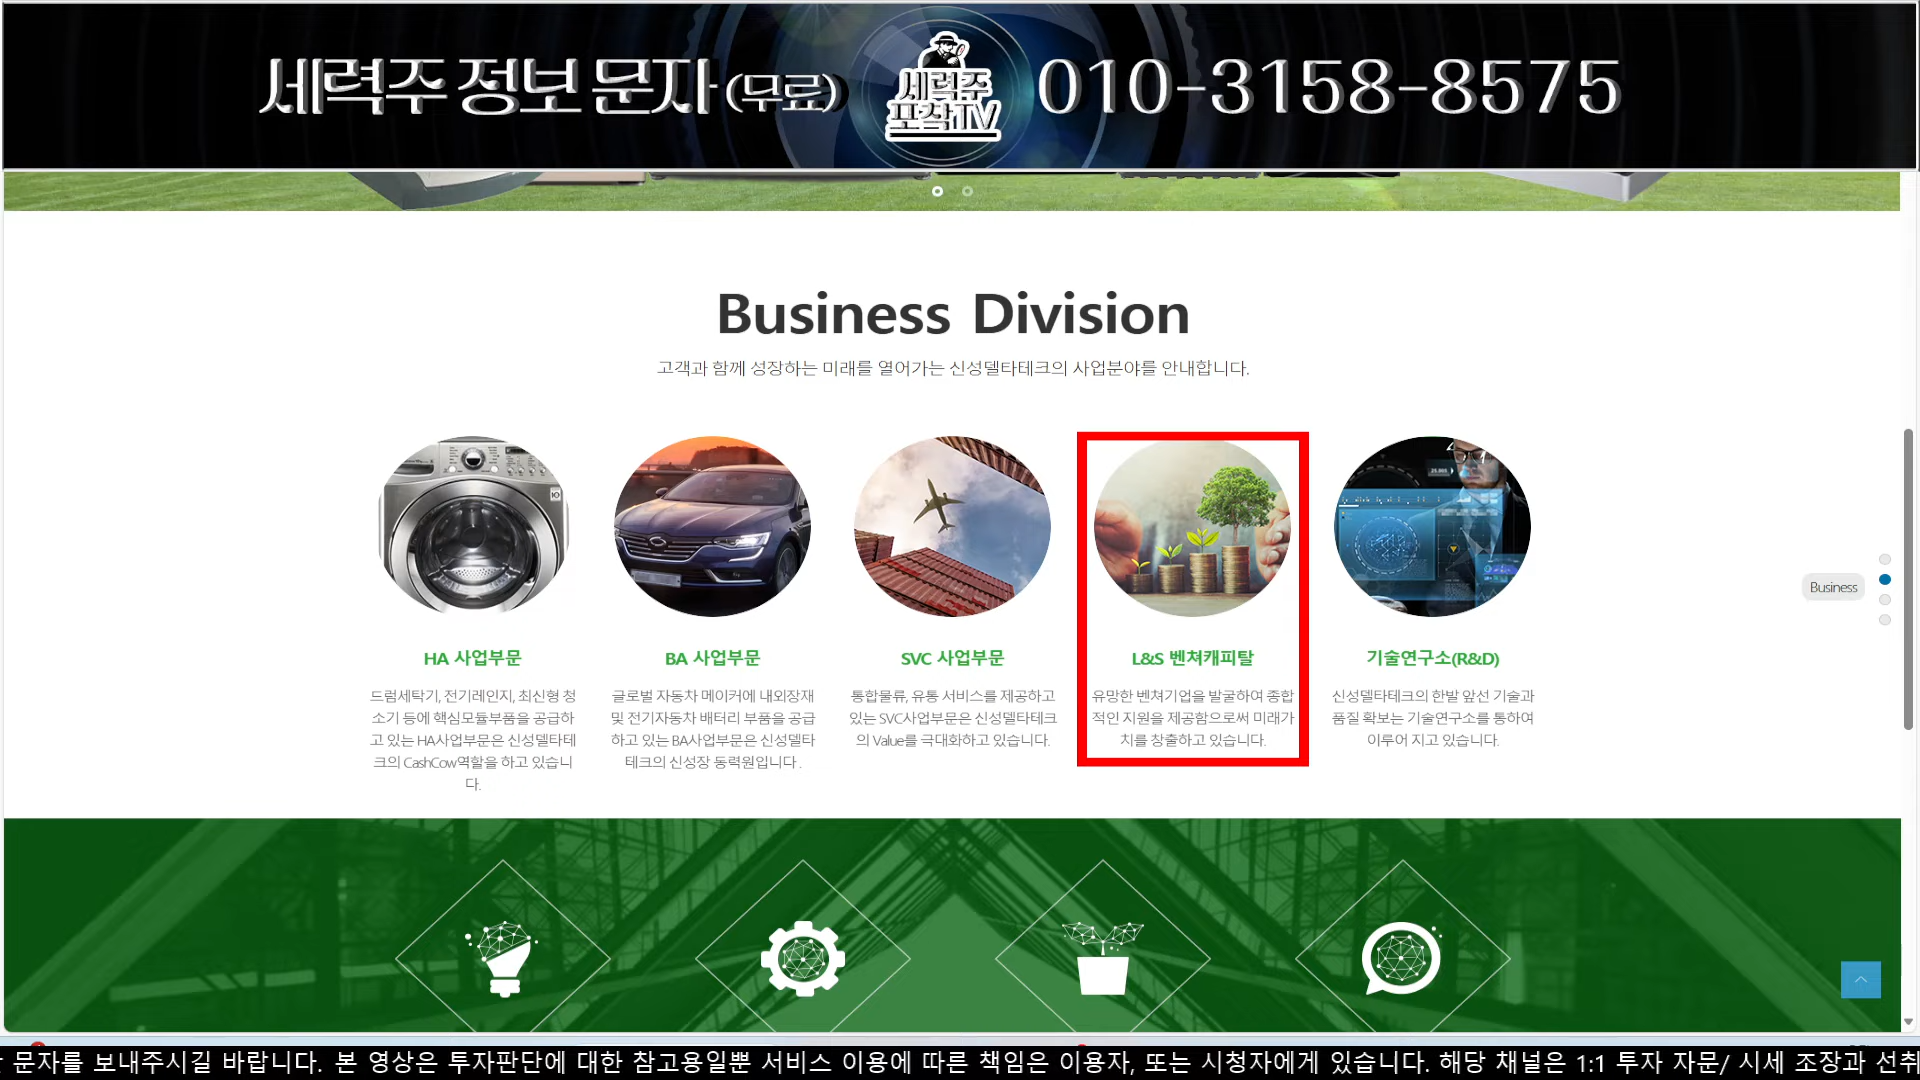 세력주 정보 문자 (무료)
세력주
포착TV
010-3158-8575
Business Division
고객과 함께 성장하는 미래를 열어가는 신성델타테크의 사업분야를 안내합니다.
HA 사업부문
드럼세탁기, 전기레인지, 최신형 청
소기 등에 핵심모듈부품을 공급하
고 있는 HA사업부문은 신성델타테
크의 CashCow역할을 하고 있습니
다.
BA 사업부문
글로벌 자동차 메이커에 내외장재
및 전기자동차 배터리 부품을 공급
하고 있는 BA사업부문은 신성델타
테크의 신성장 동력원입니다 .
SVC 사업부문
통합물류, 유통 서비스를 제공하고
있는 SVC사업부문은 신성델타테크
의 Value를 극대화하고 있습니다.
L&S 벤쳐캐피탈
유망한 벤쳐기업을 발굴하여 종합
적인 지원을 제공함으로써 미래가
치를 창출하고 있습니다.
기술연구소(R&D)
신성델타테크의 한발 앞선 기술과
품질 확보는 기술연구소를 통하여
이루어 지고 있습니다.
Business
문자를 보내주시길 바랍니다. 본 영상은 투자판단에 대한 참고용일뿐 서비스 이용에 따른 책임은 이용자, 또는 시청자에게 있습니다. 해당 채널은 1:1 투자 자문/ 시세 조장과 선취